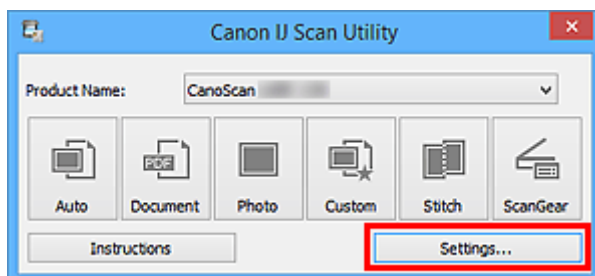 Canon IJ Scan Utility
Product Name: CanoScan
PDF
Auto Document Photo Custom Stitch ScanGear
Instructions Settings...